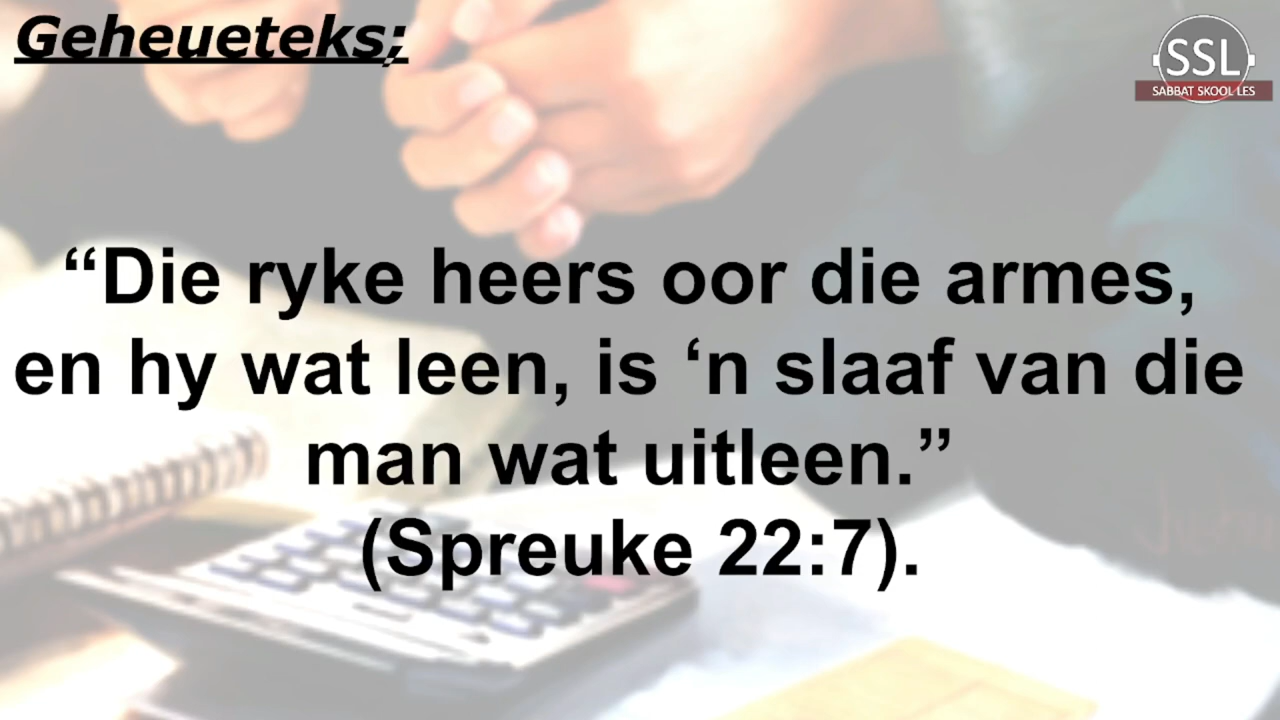 Geheueteks;
SSL
SABBAT SKOOL LES
“Die ryke heers oor die armes,
en hy wat leen, is ‘n slaaf van die
man wat uitleen.”
(Spreuke 22:7).